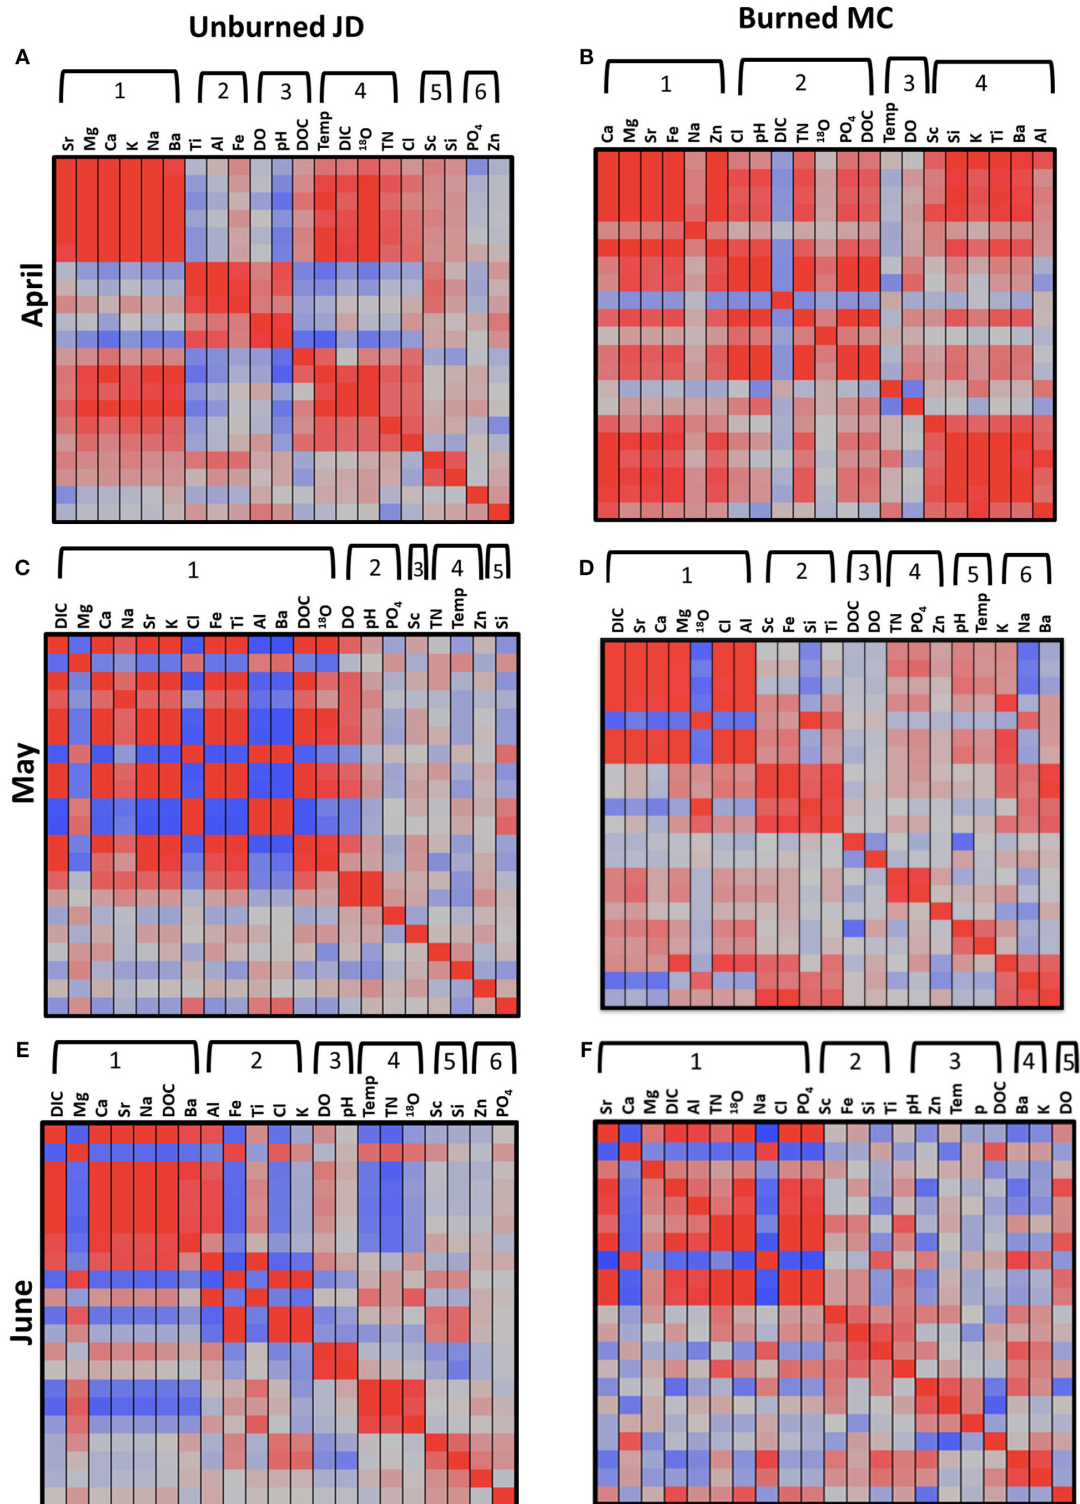 Unburned JD
Burned MC
A
1 2 3 4 5 6
Sr Mg Ca K Na Ba Ti Al Fe DO pH DOC Temp DIC 18O TN Cl Sc Si PO4 Zn
April
B
1 2 3 4
Ca Mg Sr Fe Na Zn Cl pH DIC TN 18O PO4 DOC Temp DO Sc Si K Ti Ba Al
C
1 2 3 4 5
DIC Mg Ca Na Sr K Cl Fe Ti Al Ba DOC 18O DO pH PO4 Sc TN Temp Zn Si
May
D
1 2 3 4 5 6
DIC Sr Ca Mg 18O Cl Al Sc Fe Si Ti DOC DO TN PO4 Zn pH Temp K Na Ba
E
1 2 3 4 5 6
DIC Mg Ca Sr Na DOC Ba Al Fe Ti Cl K DO pH Temp TN 18O Sc Si Zn PO4
June
F
1 2 3 4 5
Sr Ca Mg DIC Al TN 18O Na Cl PO4 Sc Fe Si Ti pH Zn Tem p DOC Ba K DO